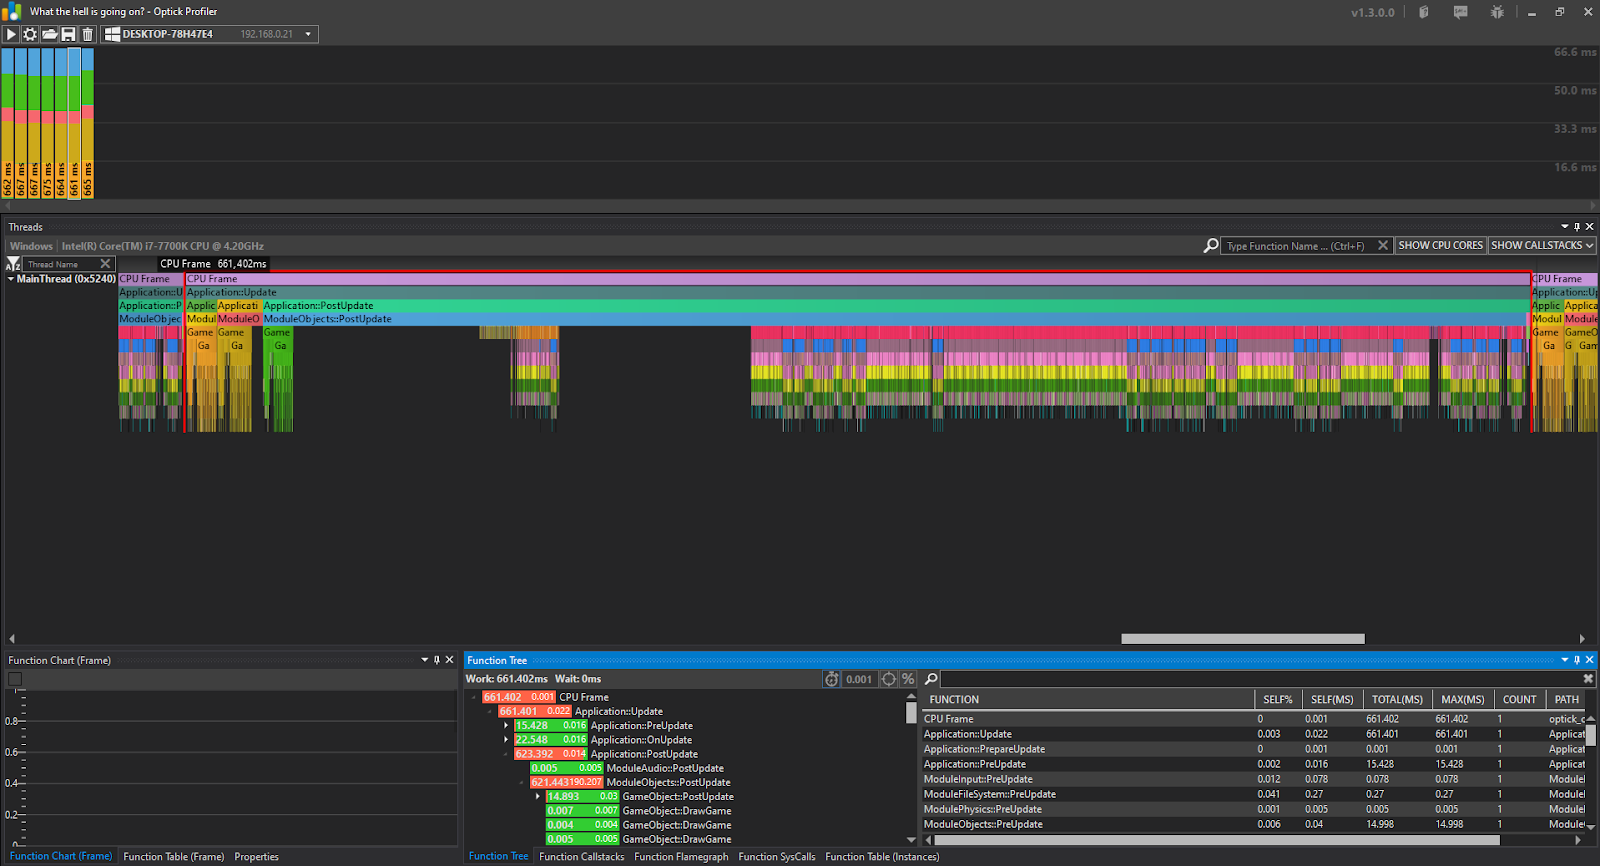 What the hell is going on? - Optick Profiler
v1.3.0.0
DESKTOP-78H47E4 192.168.0.21
66.6 ms
50.0 ms
33.3 ms
16.6 ms
662 ms
667 ms
667 ms
675 ms
664 ms
661 ms
665 ms
Threads
Windows | Intel(R) Core(TM) i7-7700K CPU @ 4.20GHz
Type Function Name ... (Ctrl+F)
SHOW CPU CORES
SHOW CALLSTACKS
Thread Name
CPU Frame 661,402ms
MainThread (0x5240)
CPU Frame CPU Frame CPU Frame
Application::U Application::Update Application::Up
Application::P Applic Applicati Application::PostUpdate Applic Applica
ModuleObjec Modul ModuleO ModuleObjects::PostUpdate Modul Module
Game Game Game Game GameO
Ga Ga Ga Ga G Gam
Function Chart (Frame)
1
0.8
0.6
0.4
0.2
0
Function Chart (Frame) Function Table (Frame) Properties
Function Tree
Work: 661.402ms Wait: 0ms
0.001
%
661.402 0.001 CPU Frame
661.401 0.022 Application::Update
15.428 0.016 Application::PreUpdate
22.548 0.016 Application::OnUpdate
623.392 0.014 Application::PostUpdate
0.005 0.005 ModuleAudio::PostUpdate
621.443 190.207 ModuleObjects::PostUpdate
14.893 0.03 GameObject::PostUpdate
0.007 0.007 GameObject::DrawGame
0.004 0.004 GameObject::DrawGame
0.005 0.005 GameObject::DrawGame
FUNCTION SELF% SELF(MS) TOTAL(MS) MAX(MS) COUNT PATH
CPU Frame 0 0.001 661.402 661.402 1 optick_c
Application::Update 0.003 0.022 661.401 661.401 1 Applicat
Application::PrepareUpdate 0 0.001 0.001 0.001 1 Applicat
Application::PreUpdate 0.002 0.016 15.428 15.428 1 Applicat
ModuleInput::PreUpdate 0.012 0.078 0.078 0.078 1 Modulel
ModuleFileSystem::PreUpdate 0.041 0.27 0.27 0.27 1 Modulel
ModulePhysics::PreUpdate 0.001 0.005 0.005 0.005 1 Modulel
ModuleObjects::PreUpdate 0.006 0.04 14.998 14.998 1 Module
Function Tree Function Callstacks Function Flamegraph Function SysCalls Function Table (Instances)